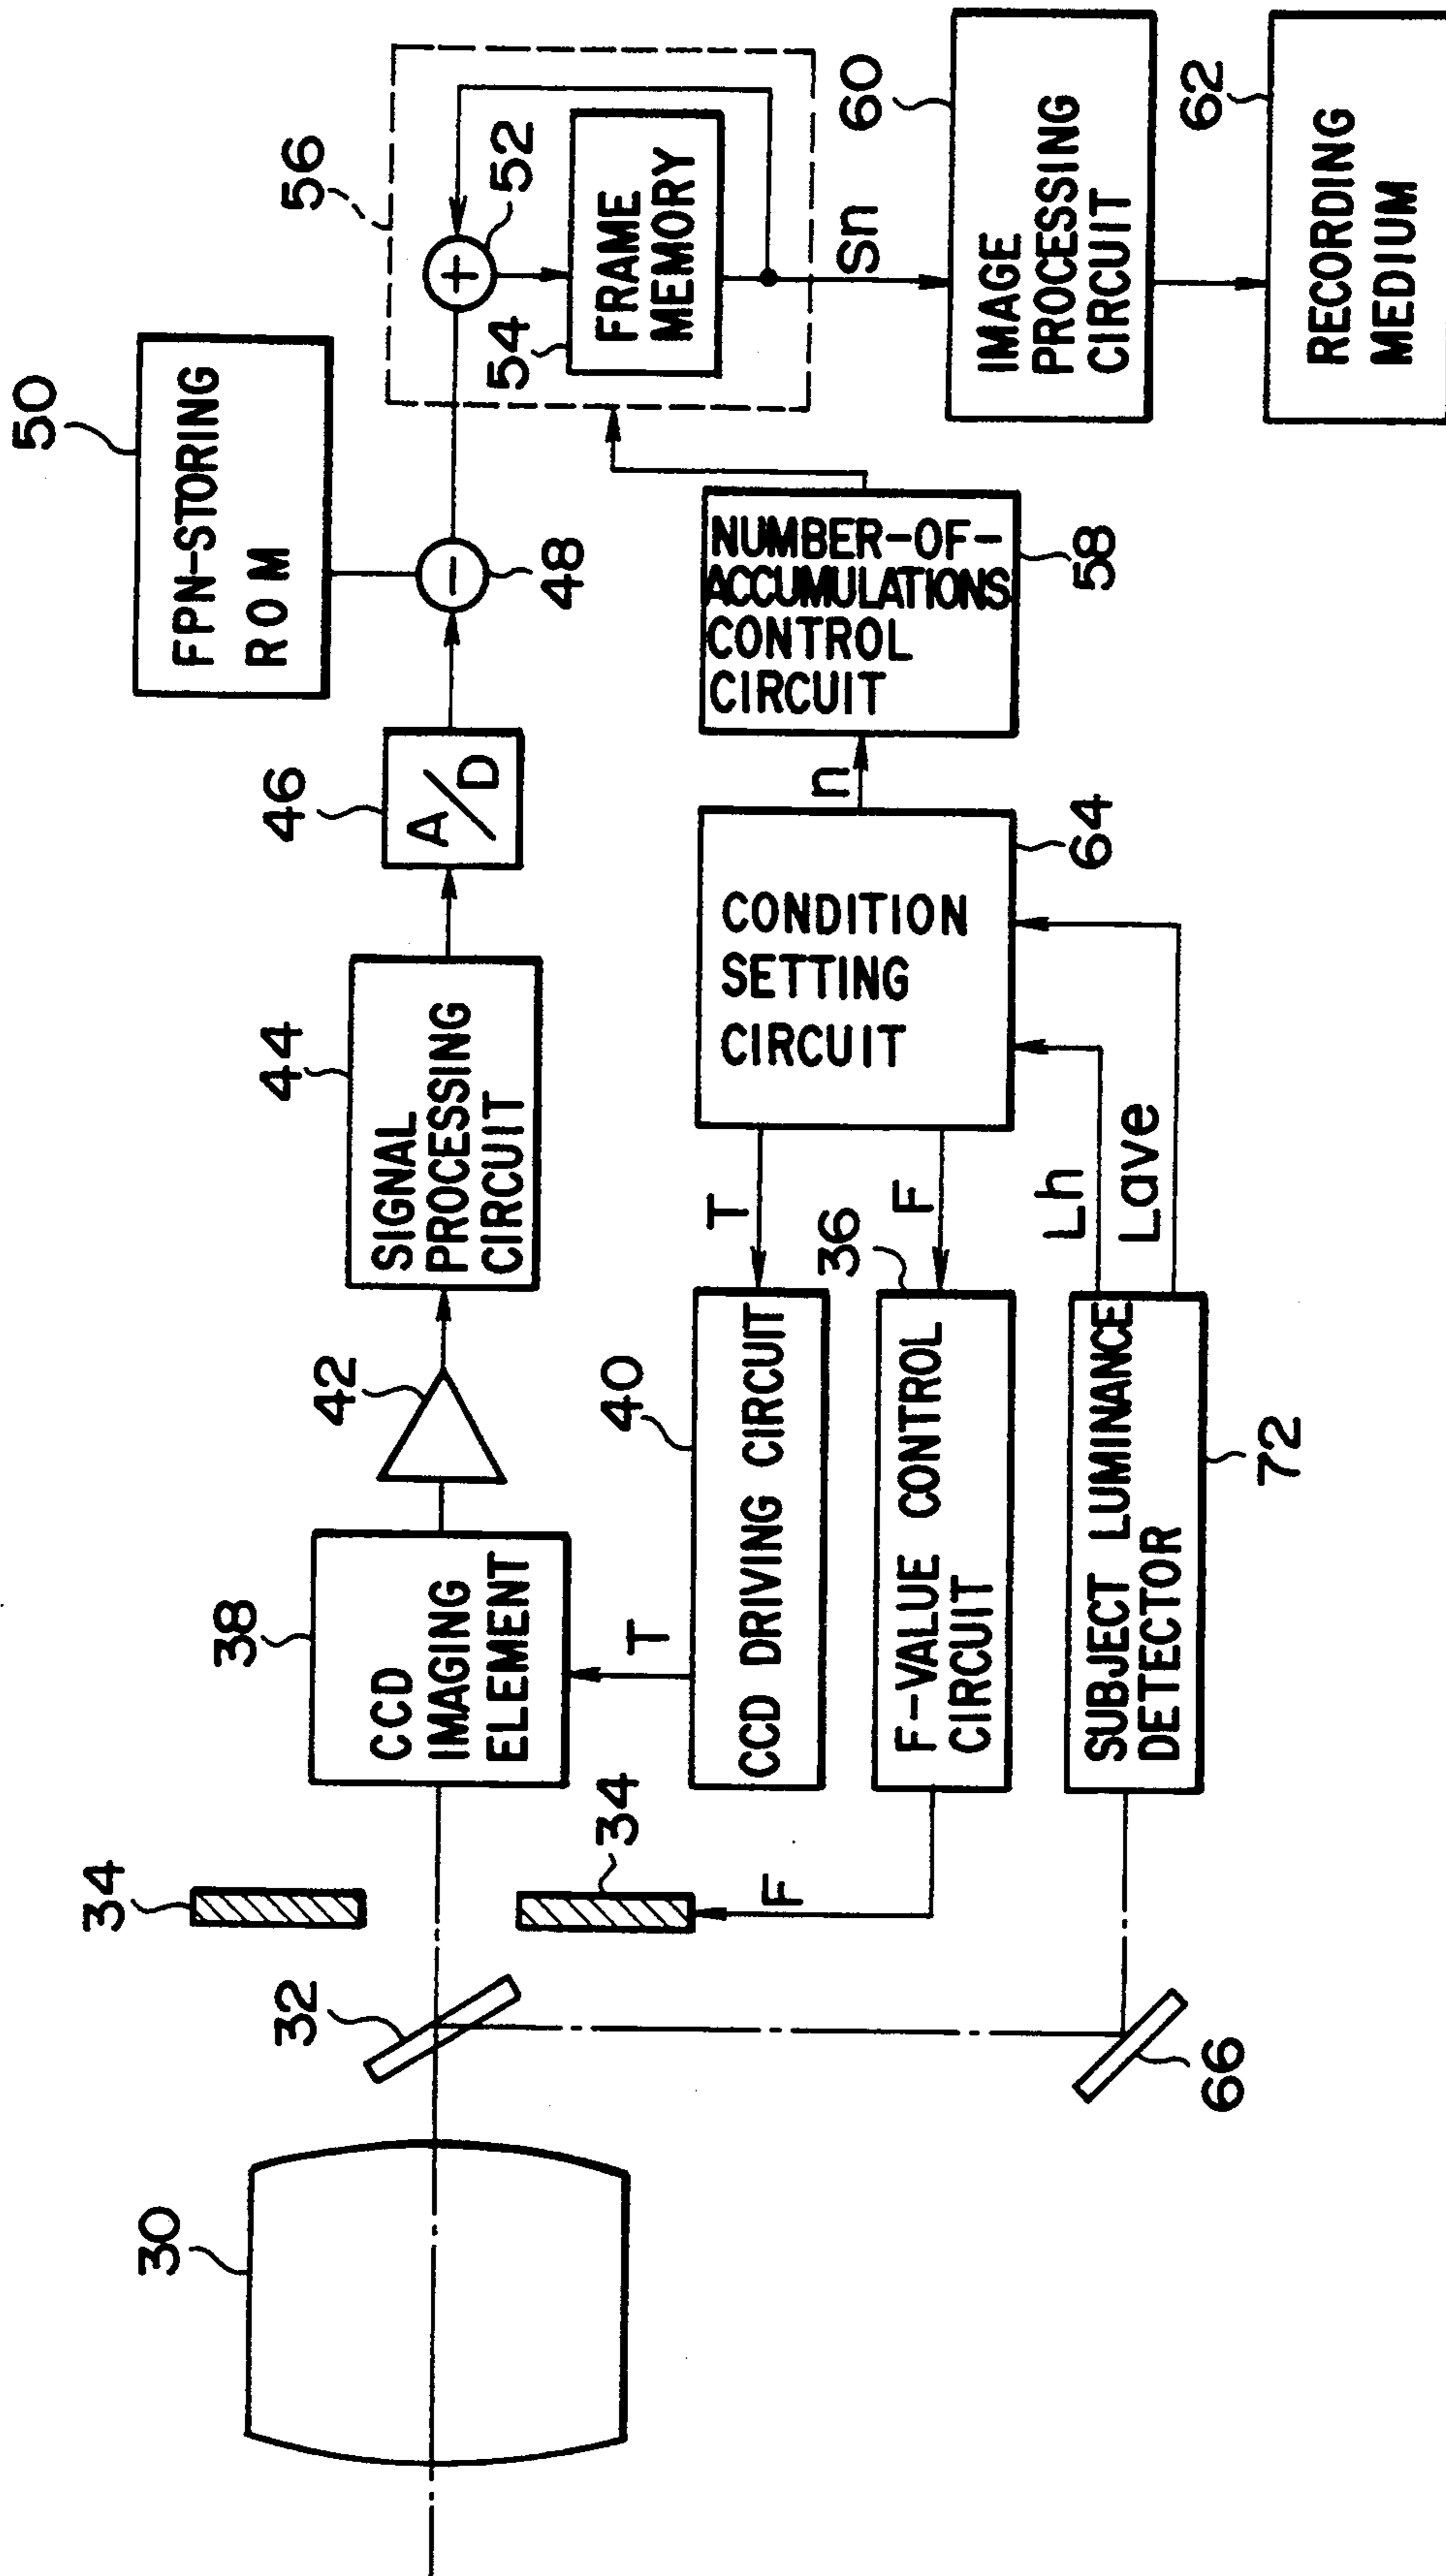 50
FPN-STORING
ROM
56
52
+
54
FRAME
MEMORY
Sn
60
IMAGE
PROCESSING
CIRCUIT
62
RECORDING
MEDIUM
30
32
34
34
38
CCD
IMAGING
ELEMENT
42
44
SIGNAL
PROCESSING
CIRCUIT
46
A/D
−
48
T
F
40
CCD DRIVING CIRCUIT
T
36
F-VALUE CONTROL
CIRCUIT
F
66
SUBJECT LUMINANCE
DETECTOR
72
Lh
Lave
CONDITION
SETTING
CIRCUIT
64
n
NUMBER-OF-
ACCUMULATIONS
CONTROL
CIRCUIT
58